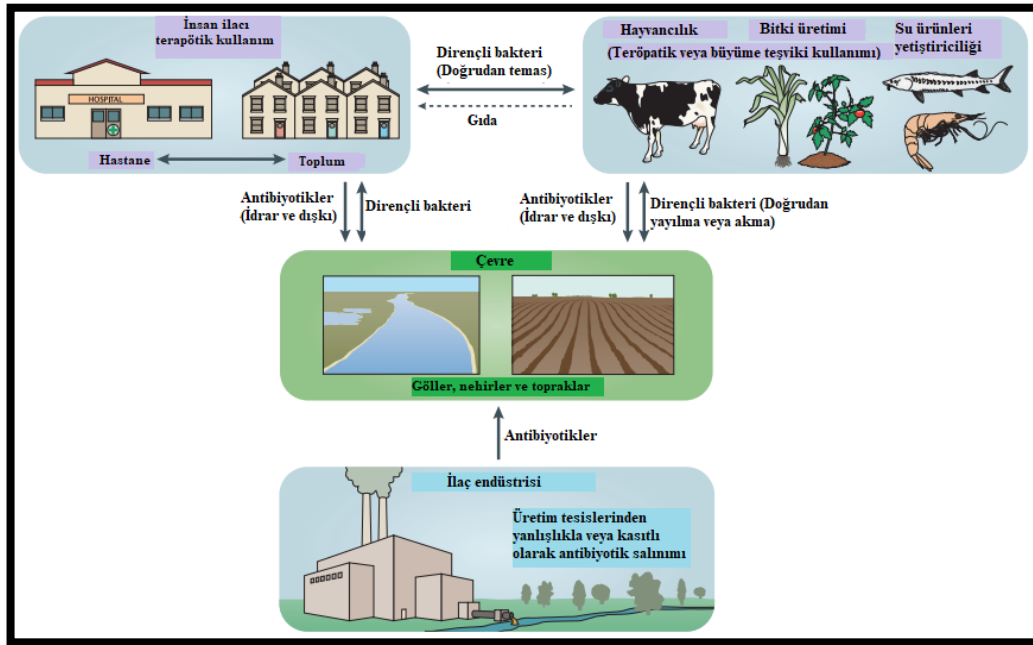 İnsan ilacı
terapötik kullanım
HOSPITAL
Hastane
Toplum
Dirençli bakteri
(Doğrudan temas)
Gıda
Hayvancılık
Bitki üretimi
Su ürünleri
yetiştiriciliği
(Teröpatik veya büyüme teşviki kullanımı)
Antibiyotikler
(İdrar ve dışkı)
Dirençli bakteri
Antibiyotikler
(İdrar ve dışkı)
Dirençli bakteri (Doğrudan
yayılma veya akma)
Çevre
Göller, nehirler ve topraklar
Antibiyotikler
İlaç endüstrisi
Üretim tesislerinden
yanlışlıkla veya kasıtlı
olarak antibiyotik salınımı